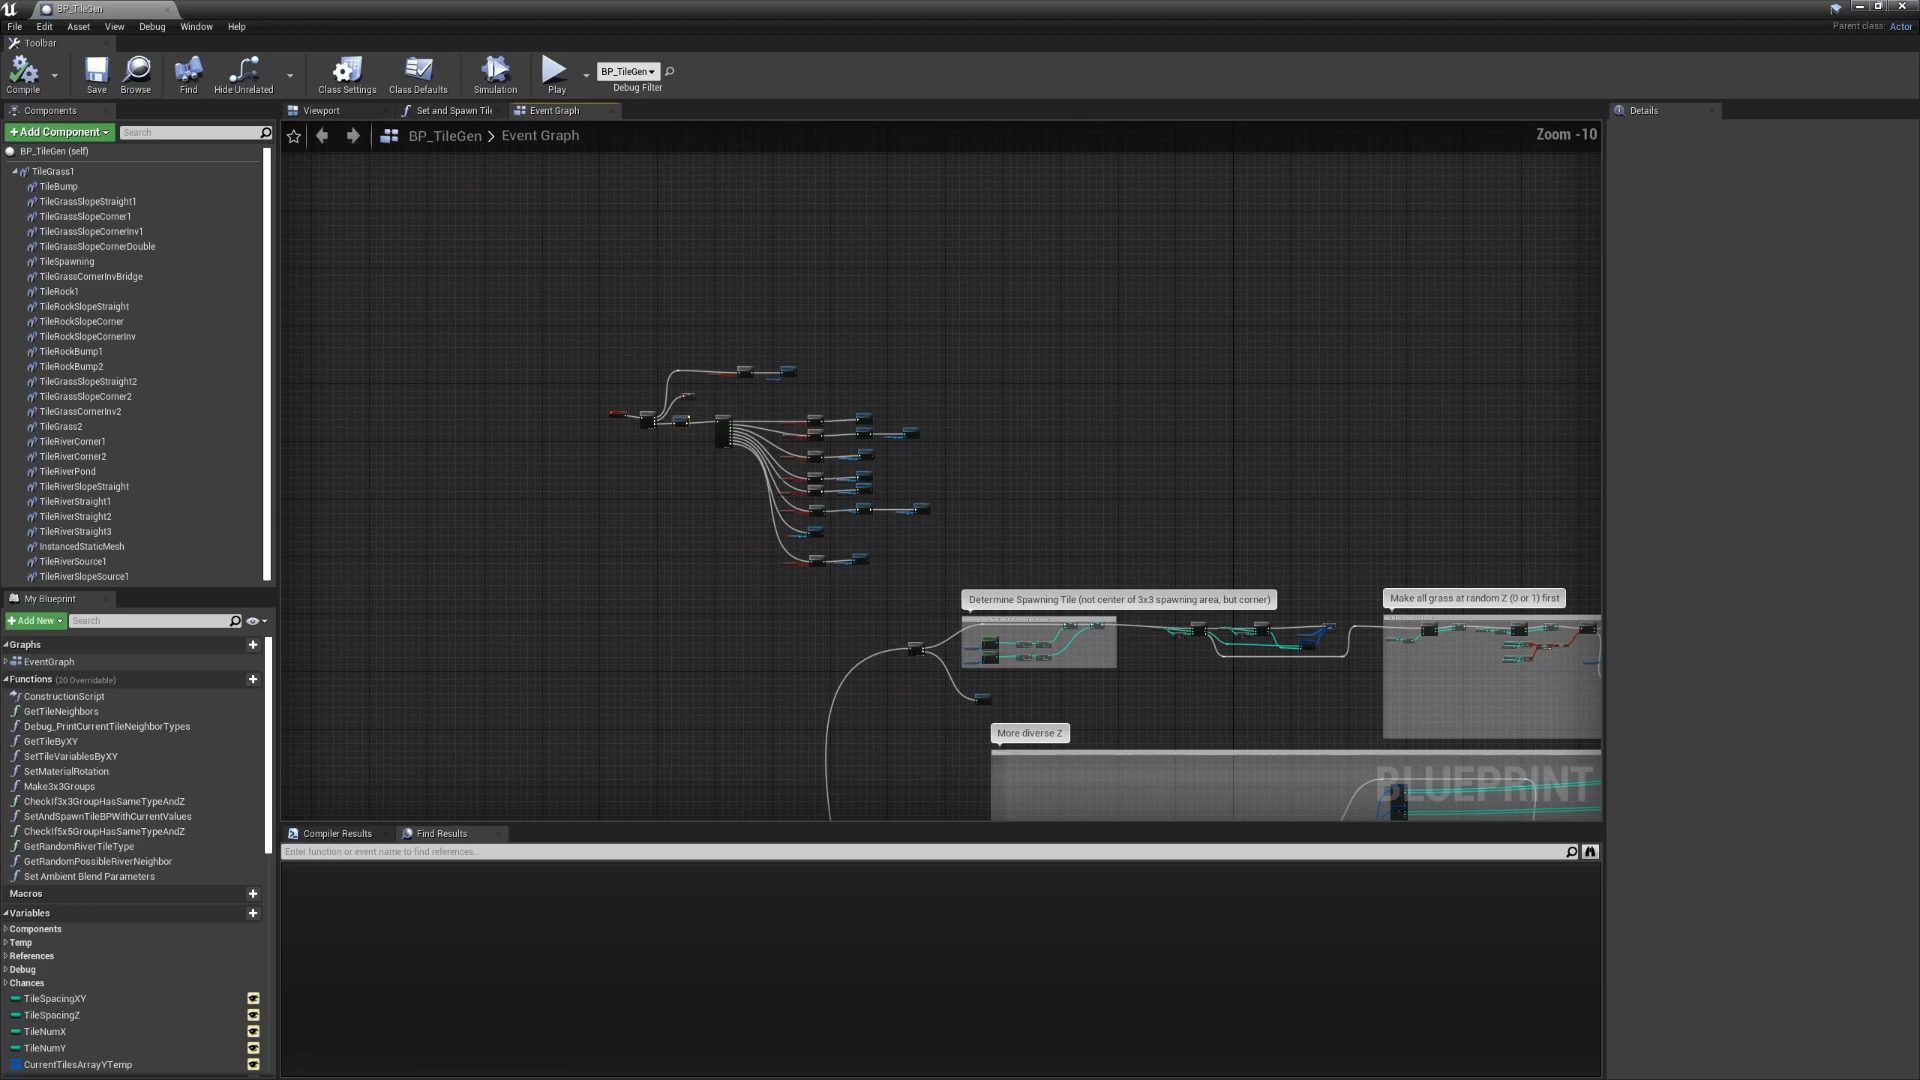 BP_TileGen
File Edit Asset View Debug Window Help
Parent class: Actor
Toolbar
Compile Save Browse Find Hide Unrelated Class Settings Class Defaults Simulation Play BP_TileGen Debug Filter
Components
Viewport Set and Spawn Tile Event Graph Details
+Add Component Search
BP_TileGen > Event Graph
Zoom -10
BP_TileGen (self)
TileGrass1
TileBump
TileGrassSlopeStraight1
TileGrassSlopeCorner1
TileGrassSlopeCornerInv1
TileGrassSlopeCornerDouble
TileSpawning
TileGrassCornerInvBridge
TileRock1
TileRockSlopeStraight
TileRockSlopeCorner
TileRockSlopeCornerInv
TileRockBump1
TileRockBump2
TileGrassSlopeStraight2
TileGrassSlopeCorner2
TileGrassCornerInv2
TileGrass2
TileRiverCorner1
TileRiverCorner2
TileRiverPond
TileRiverSlopeStraight
TileRiverStraight1
TileRiverStraight2
TileRiverStraight3
InstancedStaticMesh
TileRiverSource1
TileRiverSlopeSource1
Determine Spawning Tile (not center of 3x3 spawning area, but corner)
Make all grass at random Z (0 or 1) first
More diverse Z
BLUEPRINT
My Blueprint
+Add New Search
Graphs
EventGraph
Functions (20 Overridable)
ConstructionScript
GetTileNeighbors
Debug_PrintCurrentTileNeighborTypes
GetTileByXY
SetTileVariablesByXY
SetMaterialRotation
Make3x3Groups
CheckIf3x3GroupHasSameTypeAndZ
SetAndSpawnTileBPWithCurrentValues
CheckIf5x5GroupHasSameTypeAndZ
GetRandomRiverTileType
GetRandomPossibleRiverNeighbor
Set Ambient Blend Parameters
Macros
Variables
Components
Temp
References
Debug
Chances
TileSpacingXY
TileSpacingZ
TileNumX
TileNumY
CurrentTilesArrayYTemp
Compiler Results Find Results
Enter function or event name to find references...